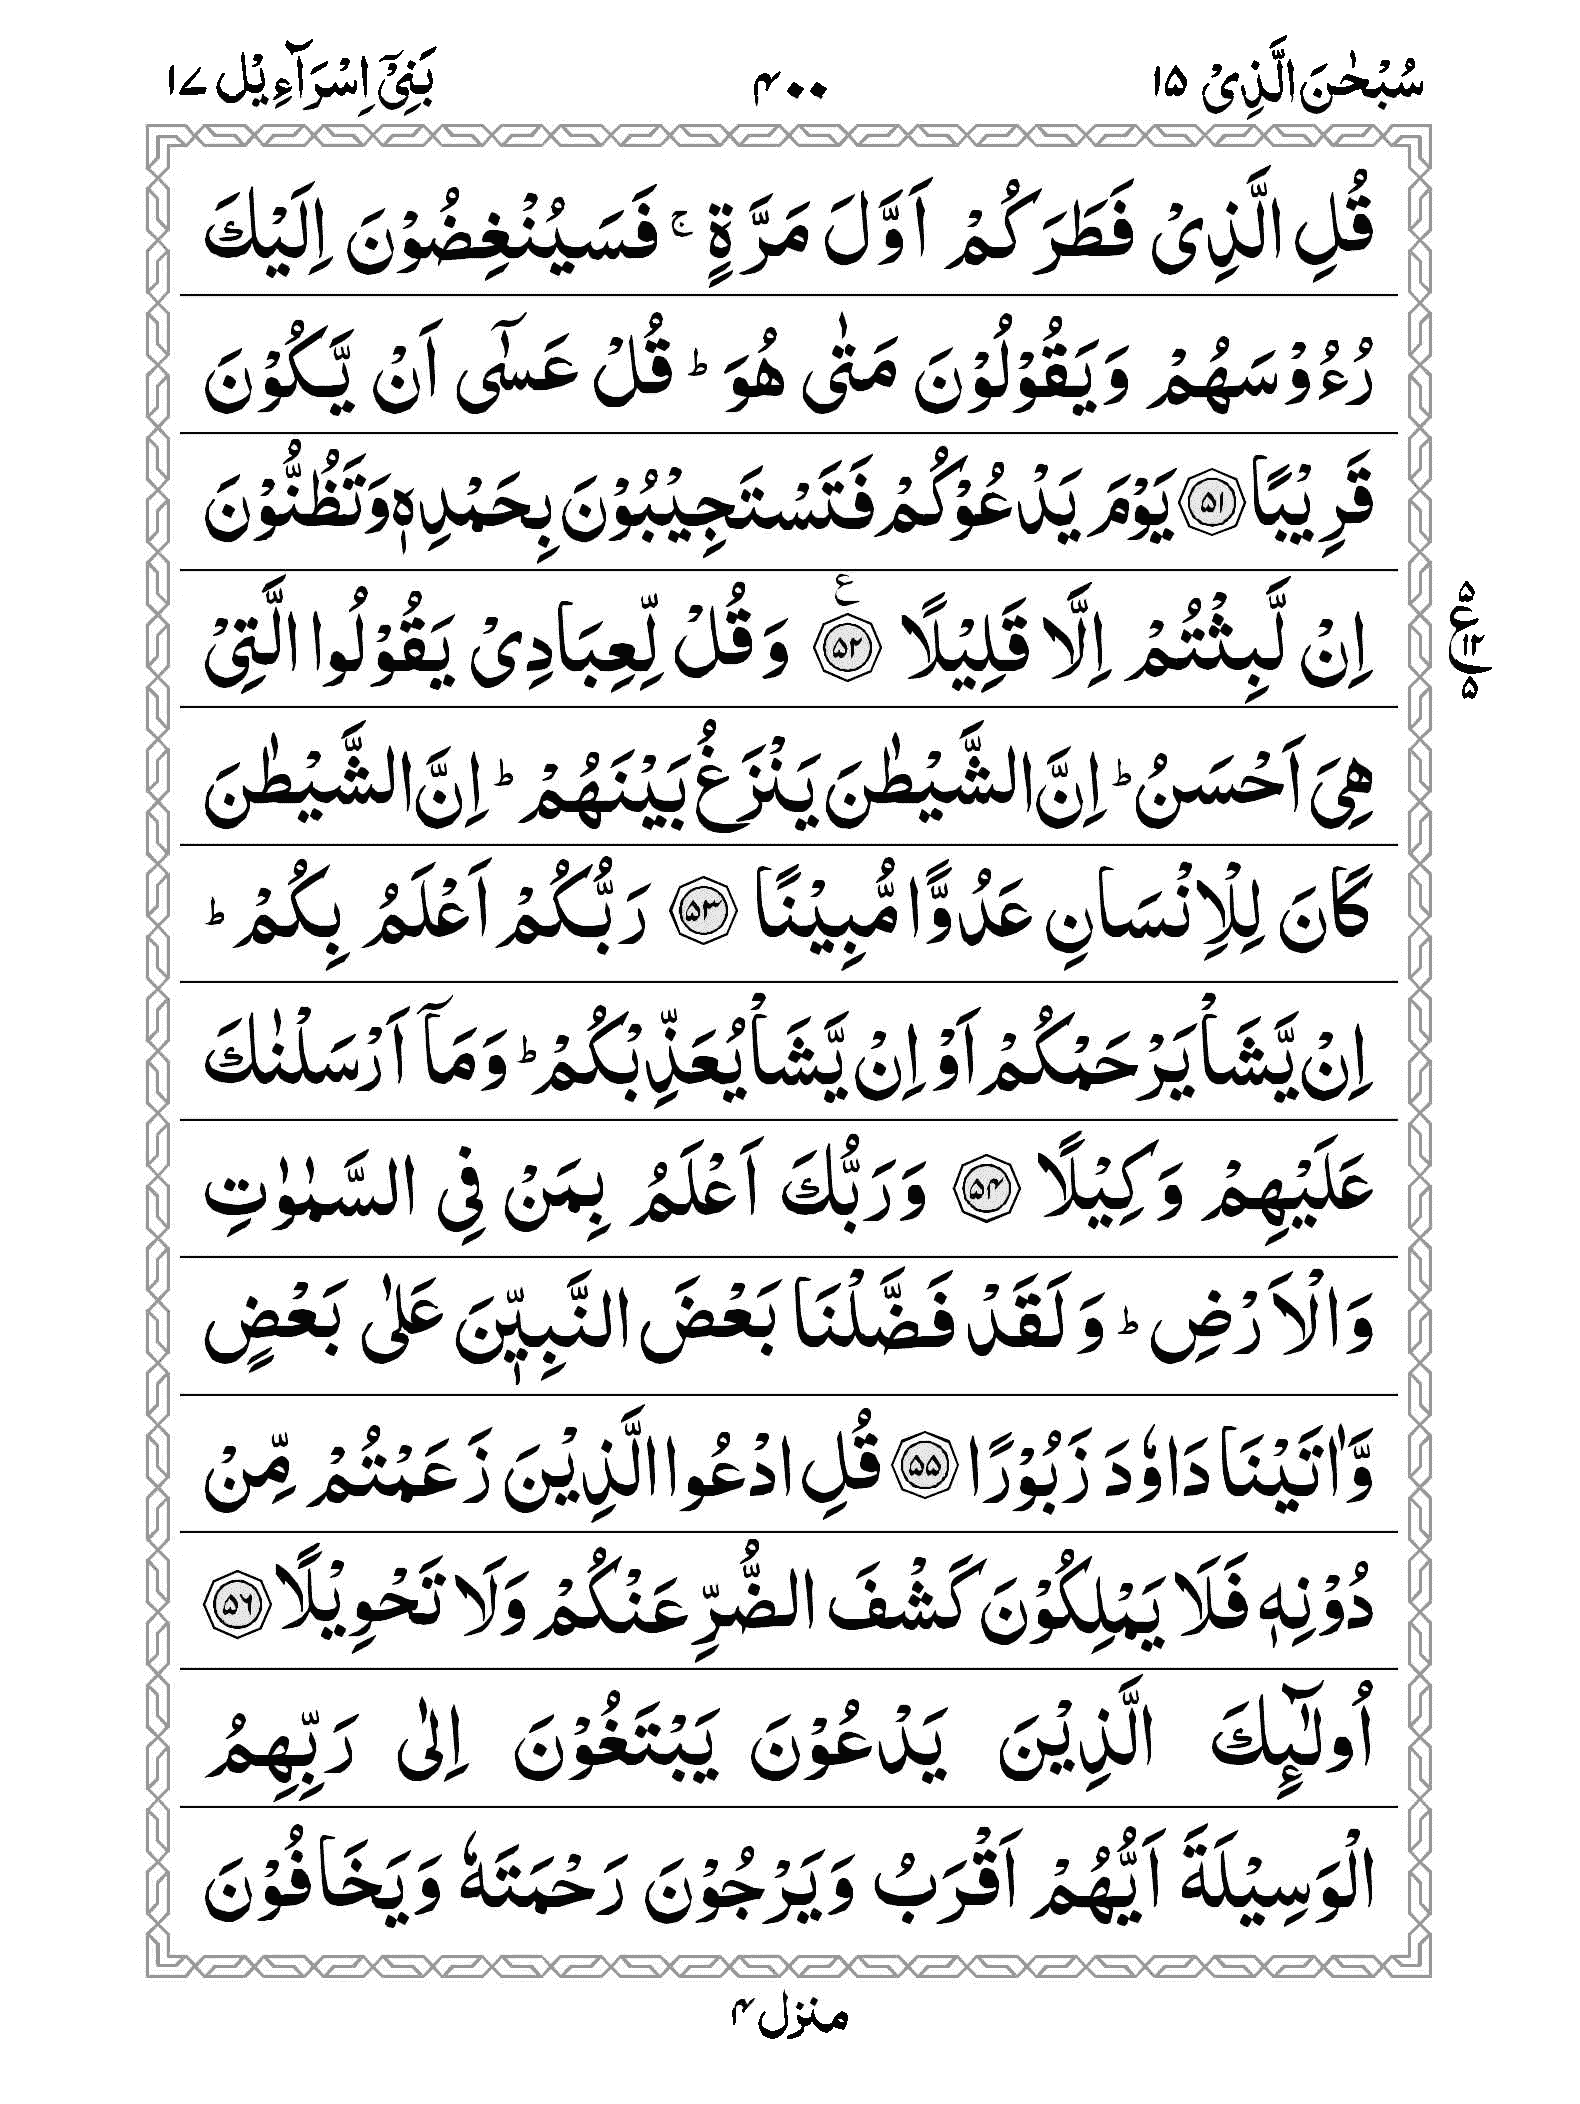 سُبْحٰنَ الَّذِیْ ۱۵
۴۰۰
بَنِیْۤ اِسْرَآءِیْل ۱۷
قُلِ الَّذِیْ فَطَرَكُمْ اَوَّلَ مَرَّةٍ ۚ فَسَیُنْغِضُوْنَ اِلَیْكَ
رُءُوْسَهُمْ وَیَقُوْلُوْنَ مَتٰی هُوَ ؕ قُلْ عَسٰۤی اَنْ یَّكُوْنَ
قَرِیْبًا ﴿۵۱﴾ یَوْمَ یَدْعُوْكُمْ فَتَسْتَجِیْبُوْنَ بِحَمْدِهٖ وَتَظُنُّوْنَ
اِنْ لَّبِثْتُمْ اِلَّا قَلِیْلًا ﴿۵۲﴾ ع وَقُلْ لِّعِبَادِیْ یَقُوْلُوا الَّتِیْ
۵ ع ۱۲ ۵
هِیَ اَحْسَنُ ؕ اِنَّ الشَّیْطٰنَ یَنْزَغُ بَیْنَهُمْ ؕ اِنَّ الشَّیْطٰنَ
كَانَ لِلْاِنْسَانِ عَدُوًّا مُّبِیْنًا ﴿۵۳﴾ رَبُّكُمْ اَعْلَمُ بِكُمْ ؕ
اِنْ یَّشَاْ یَرْحَمْكُمْ اَوْ اِنْ یَّشَاْ یُعَذِّبْكُمْ ؕ وَمَاۤ اَرْسَلْنٰكَ
عَلَیْهِمْ وَكِیْلًا ﴿۵۴﴾ وَرَبُّكَ اَعْلَمُ بِمَنْ فِی السَّمٰوٰتِ
وَالْاَرْضِ ؕ وَلَقَدْ فَضَّلْنَا بَعْضَ النَّبِیّٖنَ عَلٰی بَعْضٍ
وَّاٰتَیْنَا دَاوٗدَ زَبُوْرًا ﴿۵۵﴾ قُلِ ادْعُوا الَّذِیْنَ زَعَمْتُمْ مِّنْ
دُوْنِهٖ فَلَا یَمْلِكُوْنَ كَشْفَ الضُّرِّ عَنْكُمْ وَلَا تَحْوِیْلًا ﴿۵۶﴾
اُولٰٓئِكَ الَّذِیْنَ یَدْعُوْنَ یَبْتَغُوْنَ اِلٰی رَبِّهِمُ
الْوَسِیْلَةَ اَیُّهُمْ اَقْرَبُ وَیَرْجُوْنَ رَحْمَتَهٗ وَیَخَافُوْنَ
منزل ۴